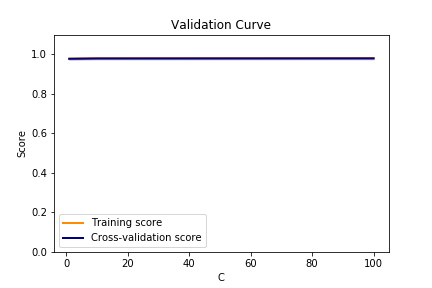 Validation Curve
1.0
0.8
0.6
0.4
0.2
0.0
Score
Training score
Cross-validation score
0 20 40 60 80 100
C